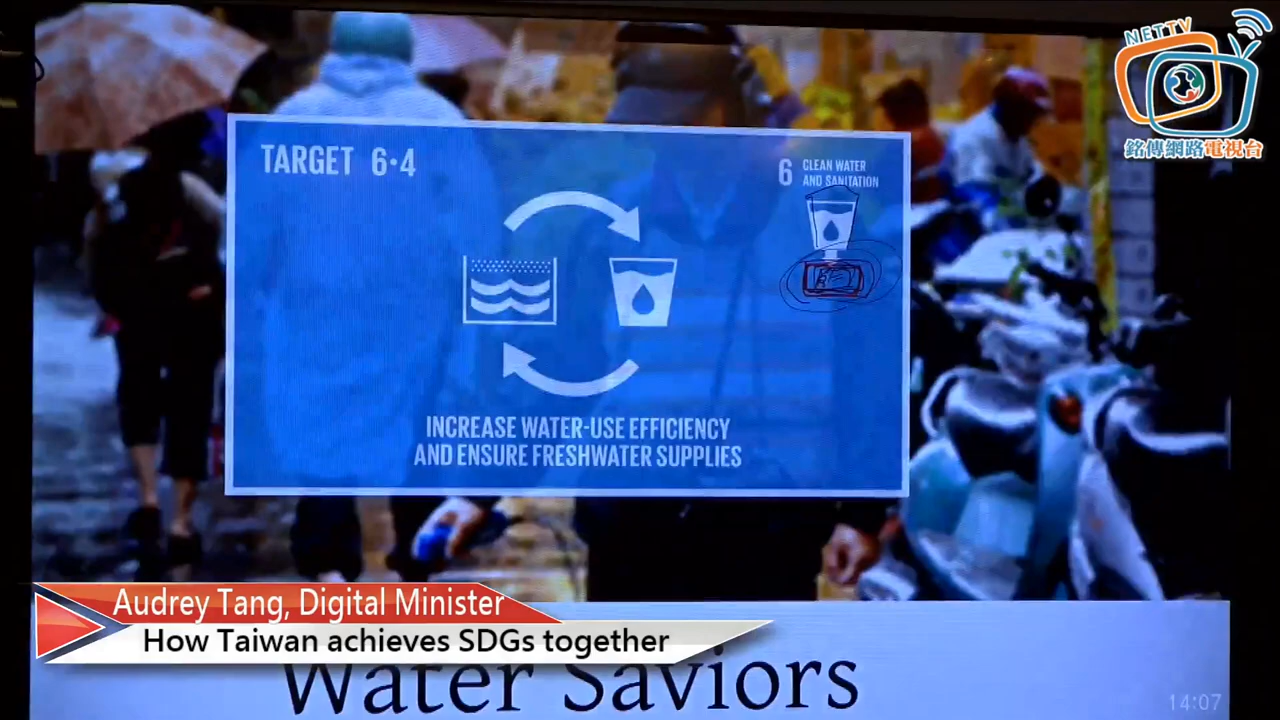 NETTV
銘傳網路電視台
TARGET 6·4
6 CLEAN WATER
AND SANITATION
INCREASE WATER-USE EFFICIENCY
AND ENSURE FRESHWATER SUPPLIES
Audrey Tang, Digital Minister
How Taiwan achieves SDGs together
Water Saviors
14:07